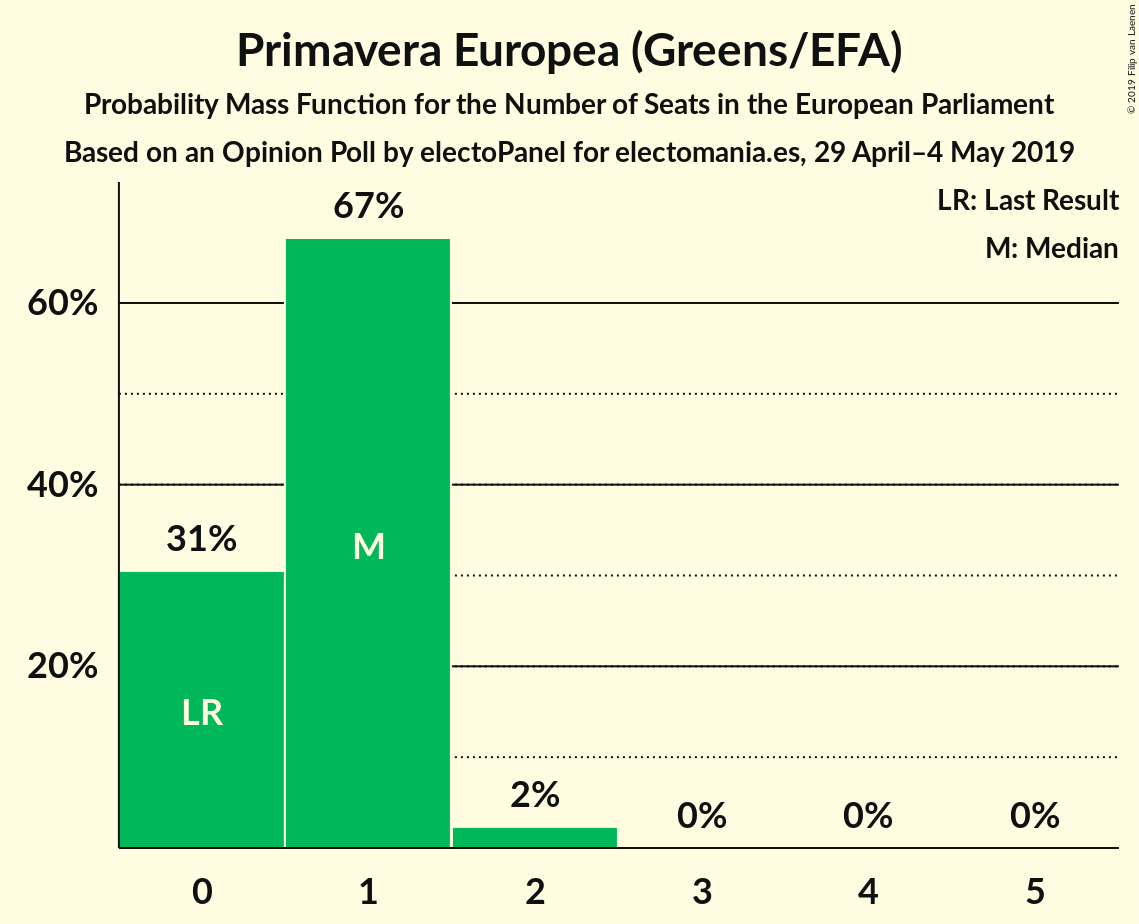 Primavera Europea (Greens/EFA)
Probability Mass Function for the Number of Seats in the European Parliament
Based on an Opinion Poll by electoPanel for electomania.es, 29 April–4 May 2019
© 2019 Filip van Laenen
LR: Last Result
M: Median
67%
60%
40%
31%
M
20%
LR
2%
0%
0%
0%
0 1 2 3 4 5